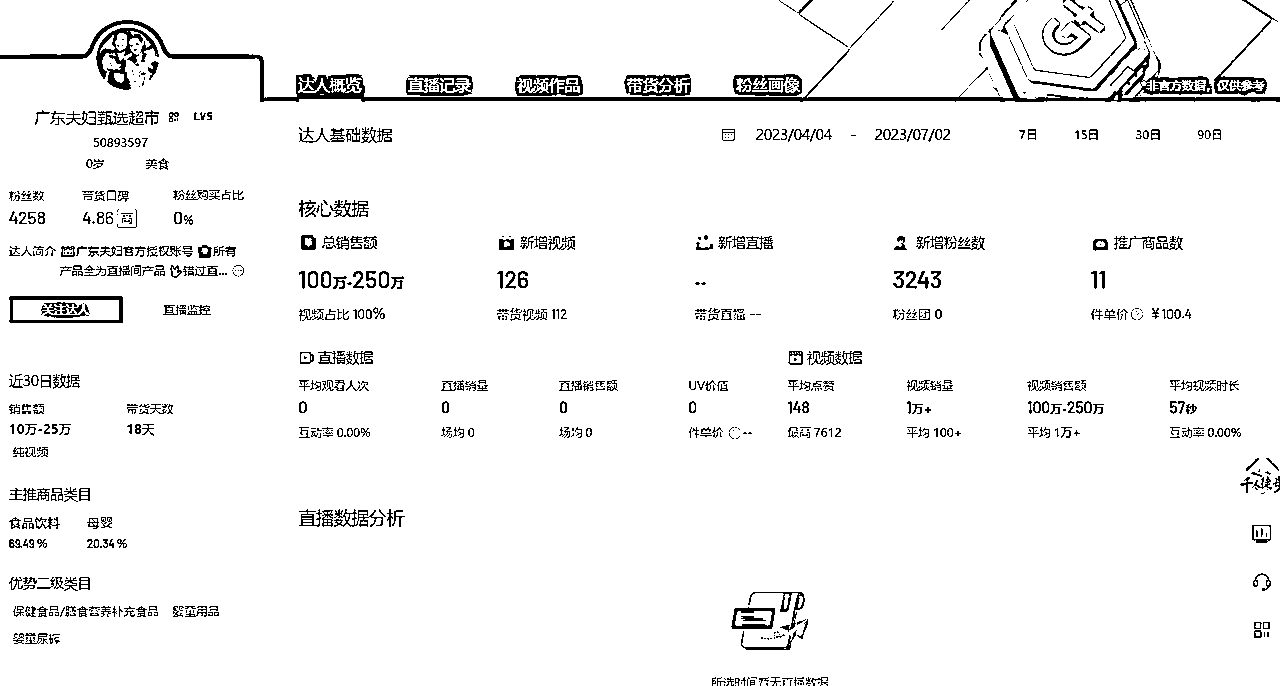 达人概览 直播记录 视频作品 带货分析 粉丝画像
非官方数据，仅供参考
广东夫妇甄选超市 LV5
50893597
0岁 美食
粉丝数 带货口碑 粉丝购买占比
4258 4.86 高 0%
达人简介 广东夫妇官方授权账号 所有
产品全为直播间产品 错过直...
关注达人 直播监控
近30日数据
销售额 带货天数
10万-25万 18天
纯视频
主推商品类目
食品饮料 母婴
69.49% 20.34%
优势二级类目
保健食品/膳食营养补充食品 婴童用品
婴童尿裤
达人基础数据 2023/04/04 - 2023/07/02 7日 15日 30日 90日
核心数据
总销售额 新增视频 新增直播 新增粉丝数 推广商品数
100万-250万 126 -- 3243 11
视频占比 100% 带货视频 112 带货直播 -- 粉丝团 0 件单价 ¥100.4
直播数据 视频数据
平均观看人次 直播销量 直播销售额 UV价值 平均点赞 视频销量 视频销售额 平均视频时长
0 0 0 0 148 1万+ 100万-250万 57秒
互动率 0.00% 场均 0 场均 0 件单价 -- 最高 7612 平均 100+ 平均 1万+ 互动率 0.00%
直播数据分析
所选时间暂无直播数据